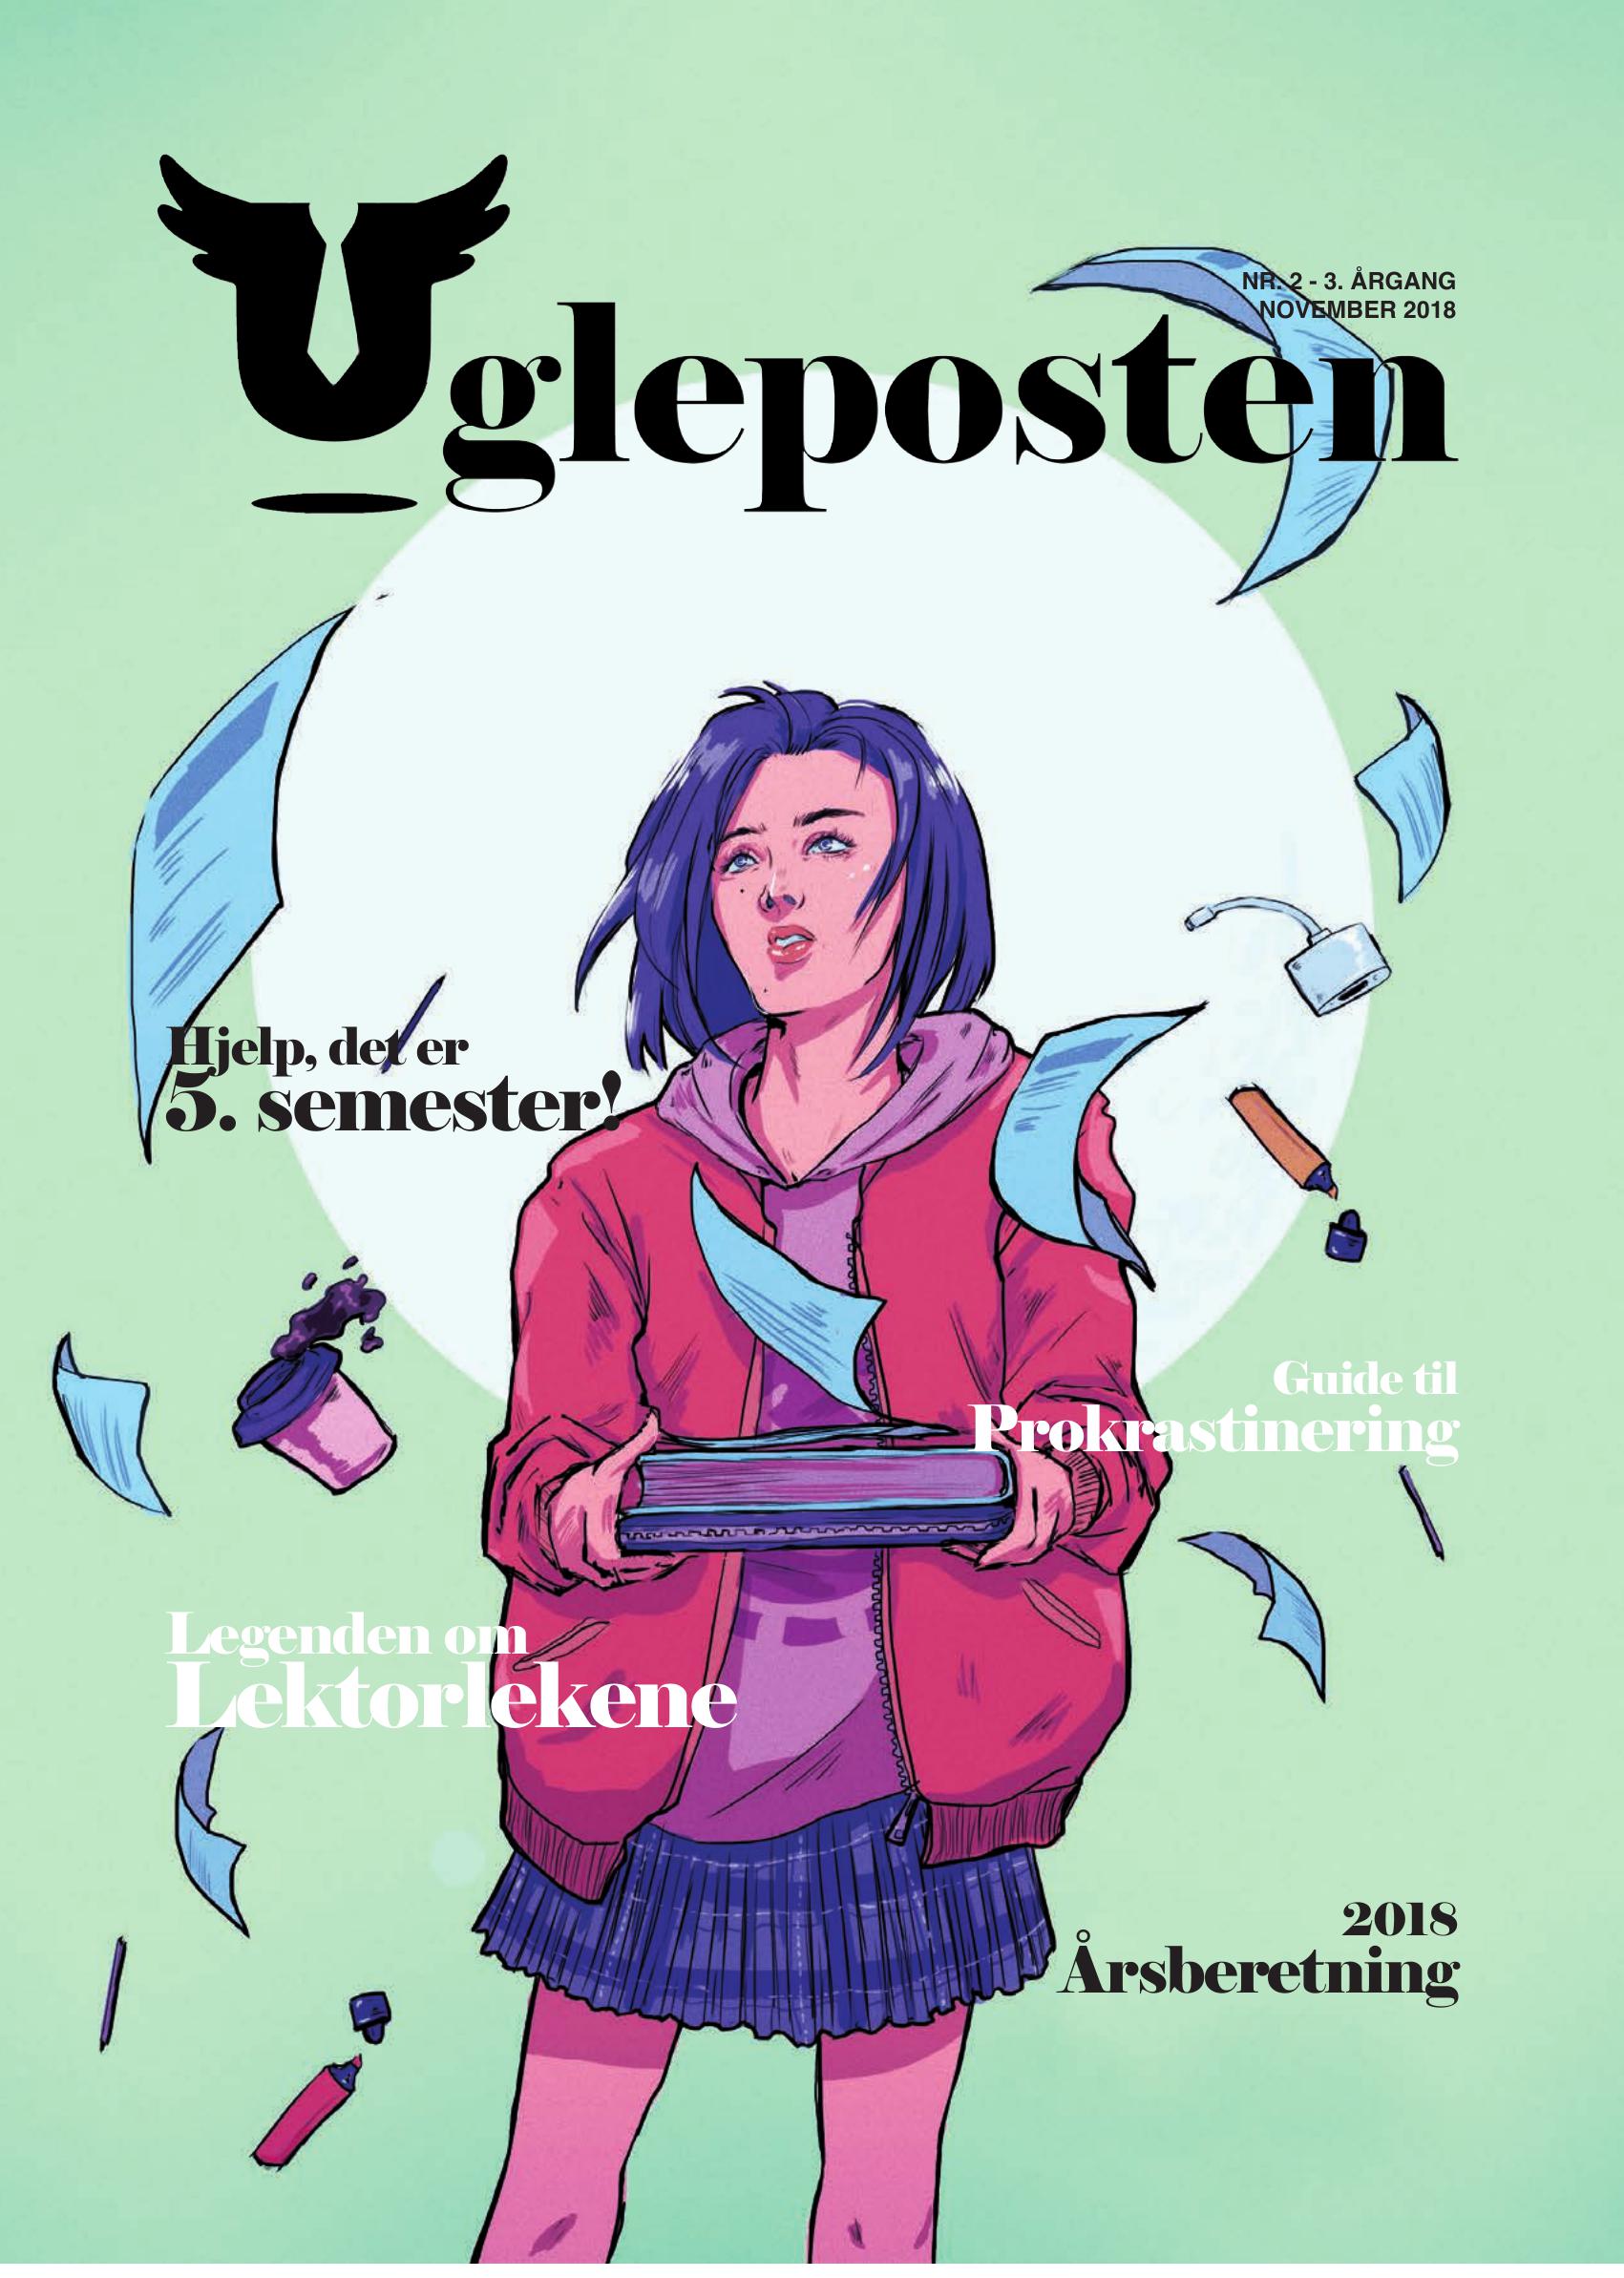 NR. 2 - 3. ÅRGANG
NOVEMBER 2018
Ugleposten
Hjelp, det er
5. semester!
Guide til
Prokrastinering
Legenden om
Lektorlekene
2018
Årsberetning